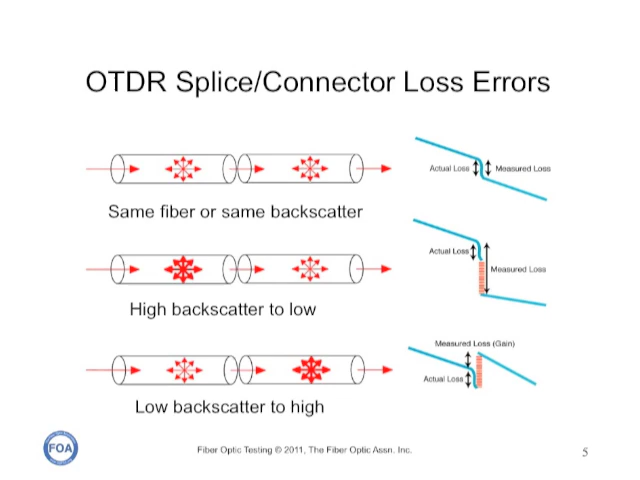 OTDR Splice/Connector Loss Errors
Actual Loss Measured Loss
Same fiber or same backscatter
Actual Loss
Measured Loss
High backscatter to low
Measured Loss (Gain)
Actual Loss
Low backscatter to high
FOA
Fiber Optic Testing © 2011, The Fiber Optic Assn. Inc.
5